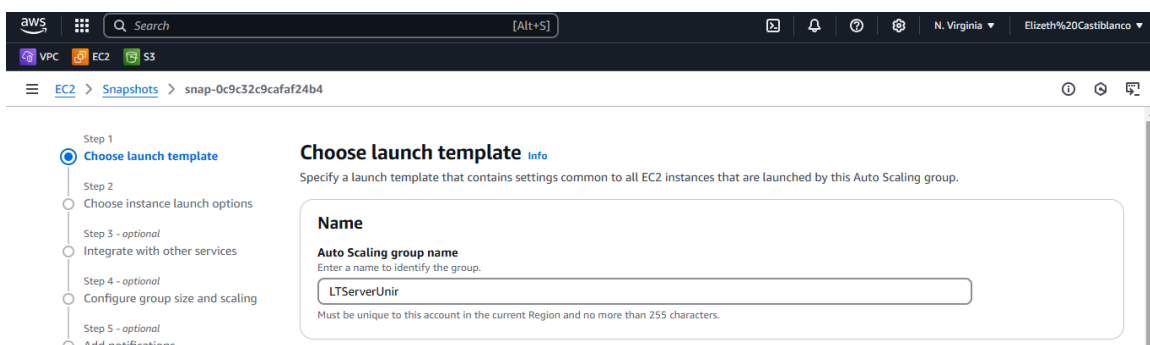 aws Search [Alt+S] N. Virginia ▼ Elizeth%20Castiblanco ▼
VPC EC2 S3
EC2 > Snapshots > snap-0c9c32c9cafaf24b4
Step 1
Choose launch template
Step 2
Choose instance launch options
Step 3 - optional
Integrate with other services
Step 4 - optional
Configure group size and scaling
Step 5 - optional
Add notifications
Choose launch template Info
Specify a launch template that contains settings common to all EC2 instances that are launched by this Auto Scaling group.
Name
Auto Scaling group name
Enter a name to identify the group.
LTServerUnir
Must be unique to this account in the current Region and no more than 255 characters.